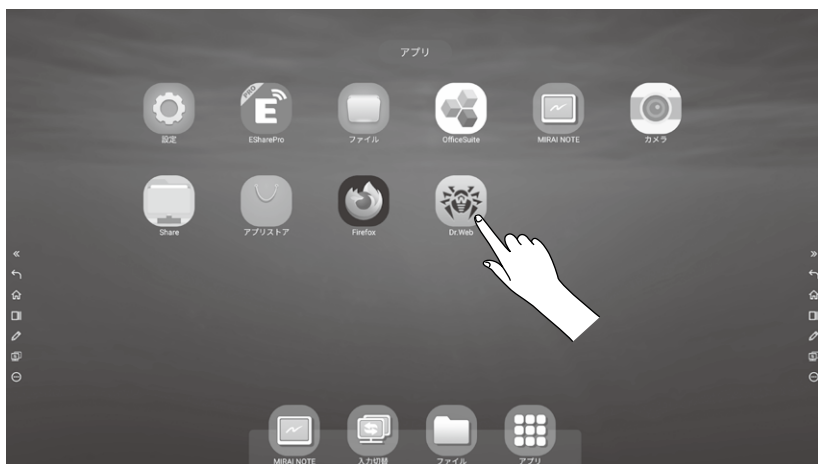 アプリ
PRO
E
設定
ESharePro
ファイル
OfficeSuite
MIRAI NOTE
カメラ
Share
アプリストア
Firefox
Dr.Web
MIRAI NOTE
入力切替
ファイル
アプリ